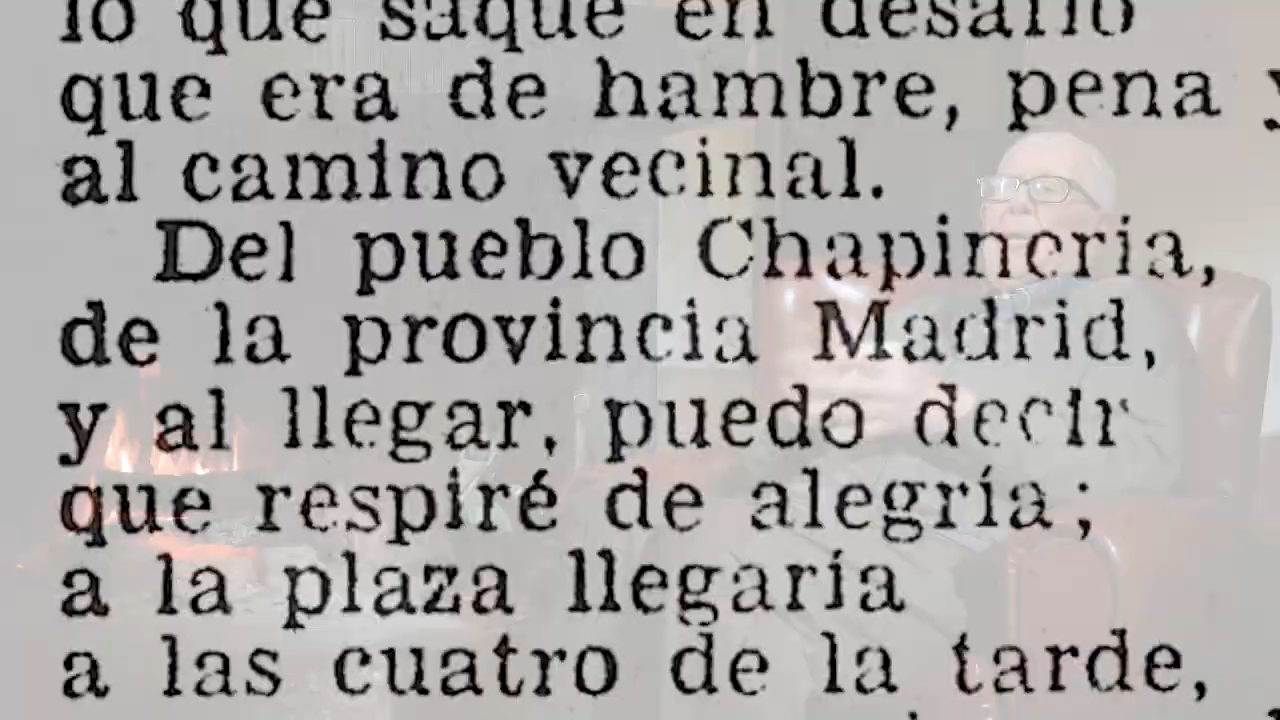 lo que saqué en desafío
que era de hambre, pena y
al camino vecinal.
Del pueblo Chapineria,
de la provincia Madrid,
y al llegar, puedo decir
que respiré de alegría;
a la plaza llegaría
a las cuatro de la tarde,